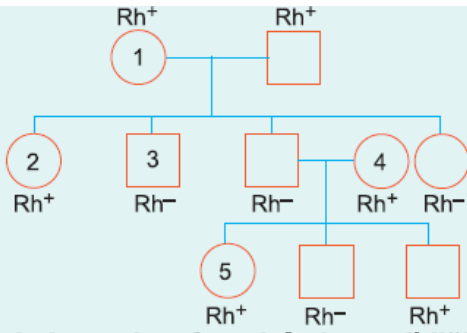 Rh+ Rh+
1
2 3 4
Rh+ Rh− Rh− Rh+ Rh−
5
Rh+ Rh− Rh+